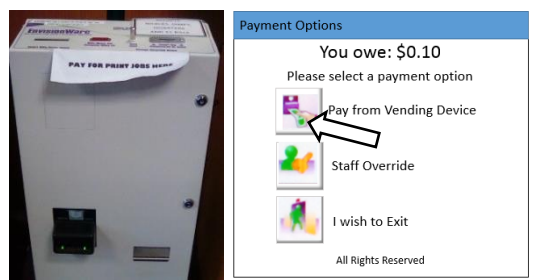 EnvisionWare
PAY FOR PRINT JOBS HERE
Payment Options
You owe: $0.10
Please select a payment option
Pay from Vending Device
Staff Override
I wish to Exit
All Rights Reserved